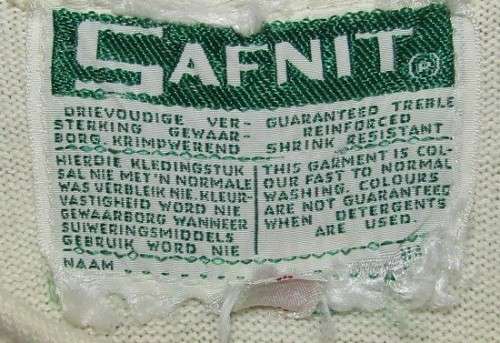 SAFNIT ®
DRIEVOUDIGE VER-
STERKING GEWAAR-
BORG KRIMPWEREND
GUARANTEED TREBLE
REINFORCED
SHRINK RESISTANT
HIERDIE KLEDINGSTUK
SAL NIE MET 'N NORMALE
WAS VERBLEIK NIE. KLEUR-
VASTIGHEID WORD NIE
GEWAARBORG WANNEER
SUIWERINGSMIDDELS
GEBRUIK WORD NIE
THIS GARMENT IS COL-
OUR FAST TO NORMAL
WASHING. COLOURS
ARE NOT GUARANTEED
WHEN DETERGENTS
ARE USED.
NAAM